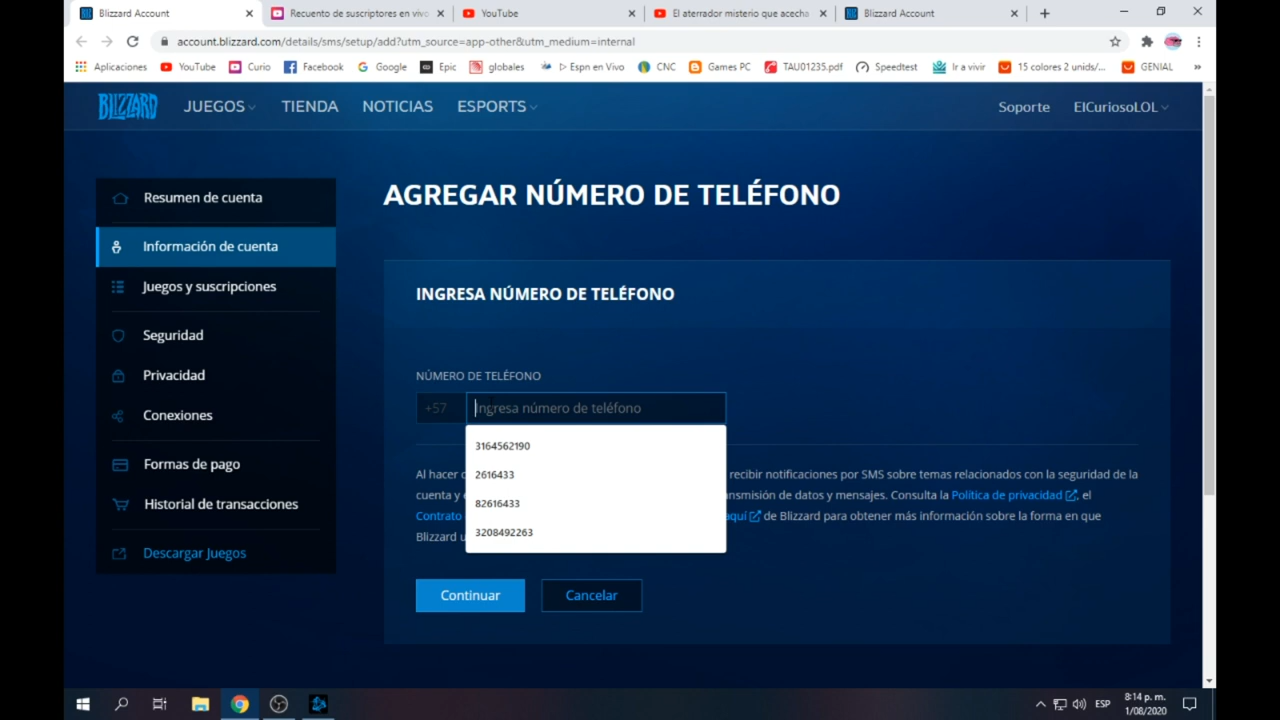 Blizzard Account
Recuento de suscriptores en vivo
YouTube
El aterrador misterio que acecha
Blizzard Account
account.blizzard.com/details/sms/setup/add?utm_source=app-other&utm_medium=internal
Aplicaciones YouTube Curio Facebook Google Epic globales ▷ Espn en Vivo CNC Games PC TAU01235.pdf Speedtest Ir a vivir 15 colores 2 unids/... GENIAL »
BLIZZARD JUEGOS TIENDA NOTICIAS ESPORTS Soporte ElCuriosoLOL
Resumen de cuenta
Información de cuenta
Juegos y suscripciones
Seguridad
Privacidad
Conexiones
Formas de pago
Historial de transacciones
Descargar Juegos
AGREGAR NÚMERO DE TELÉFONO
INGRESA NÚMERO DE TELÉFONO
NÚMERO DE TELÉFONO
+57 Ingresa número de teléfono
3164562190
2616433
82616433
3208492263
Al hacer recibir notificaciones por SMS sobre temas relacionados con la seguridad de la
cuenta y nsmisión de datos y mensajes. Consulta la Política de privacidad, el
Contrato aquí de Blizzard para obtener más información sobre la forma en que
Blizzard u
Continuar Cancelar
ESP
8:14 p. m.
1/08/2020